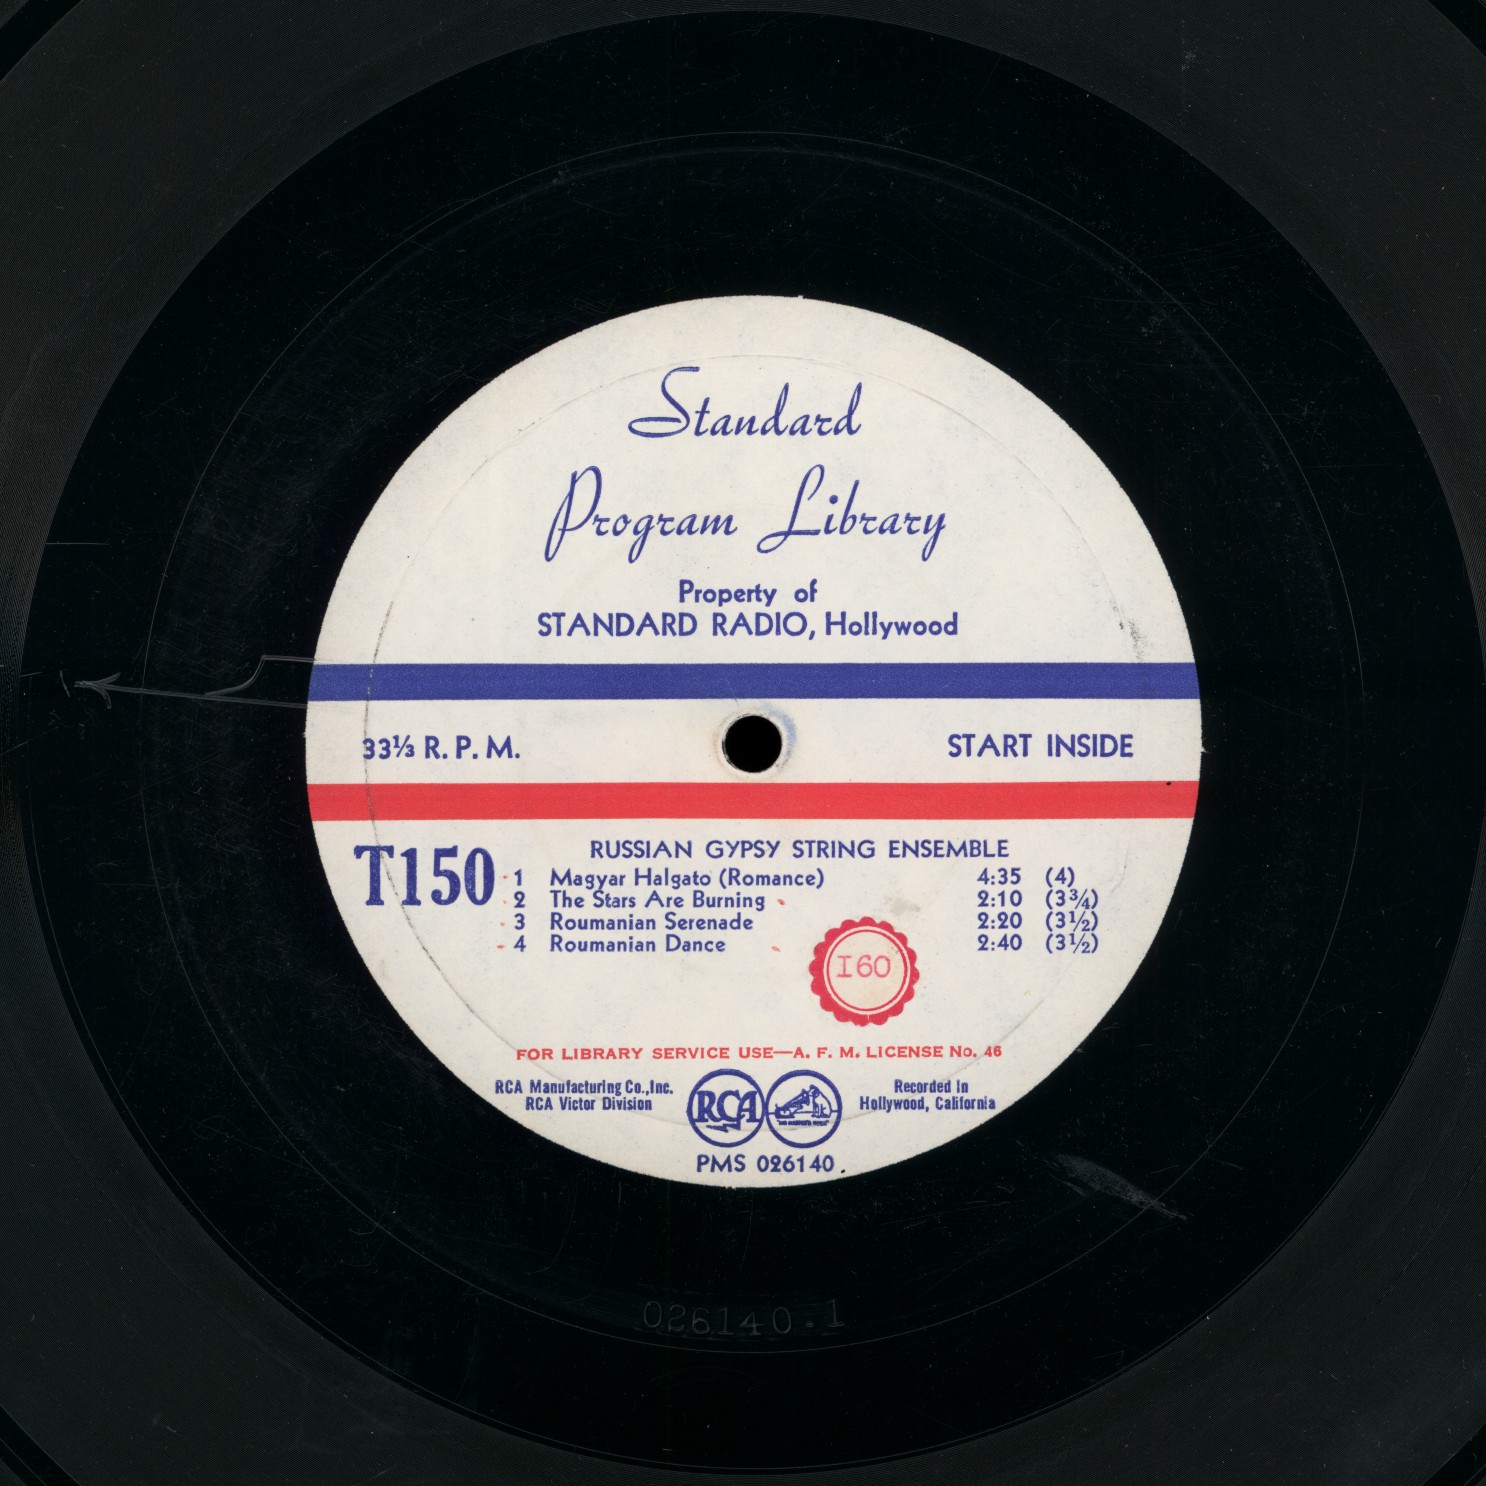 Standard
Program Library
Property of
STANDARD RADIO, Hollywood
33⅓ R. P. M.
START INSIDE
T150
RUSSIAN GYPSY STRING ENSEMBLE
1 Magyar Halgato (Romance) 4:35 (4)
2 The Stars Are Burning 2:10 (3¾)
3 Roumanian Serenade 2:20 (3½)
4 Roumanian Dance 2:40 (3½)
I60
FOR LIBRARY SERVICE USE—A. F. M. LICENSE No. 46
RCA Manufacturing Co., Inc.
RCA Victor Division
RCA
Recorded in
Hollywood, California
PMS 026140
026140-1